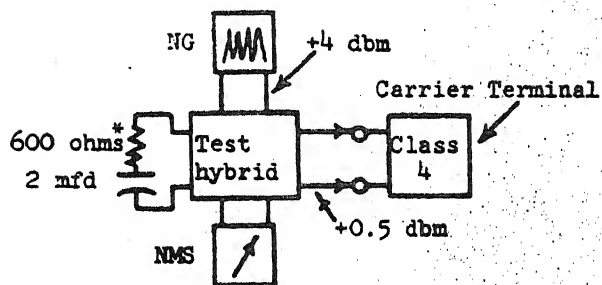 NG
+4 dbm
Carrier Terminal
600 ohms*
2 mfd
Test
hybrid
Class
4
+0.5 dbm
NMS